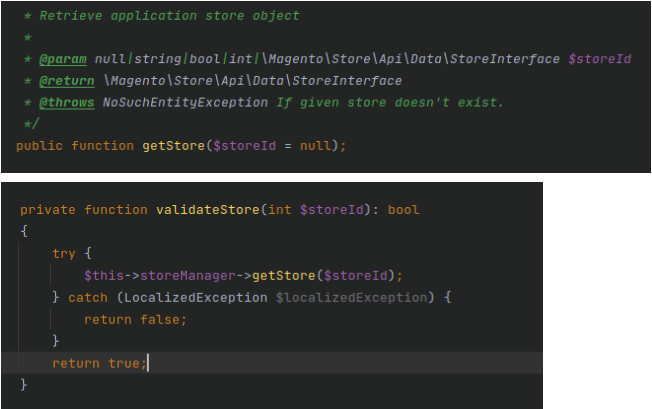 * Retrieve application store object
*
* @param null|string|bool|int|\Magento\Store\Api\Data\StoreInterface $storeId
* @return \Magento\Store\Api\Data\StoreInterface
* @throws NoSuchEntityException If given store doesn't exist.
*/
public function getStore($storeId = null);
private function validateStore(int $storeId): bool
{
try {
$this->storeManager->getStore($storeId);
} catch (LocalizedException $localizedException) {
return false;
}
return true;
}